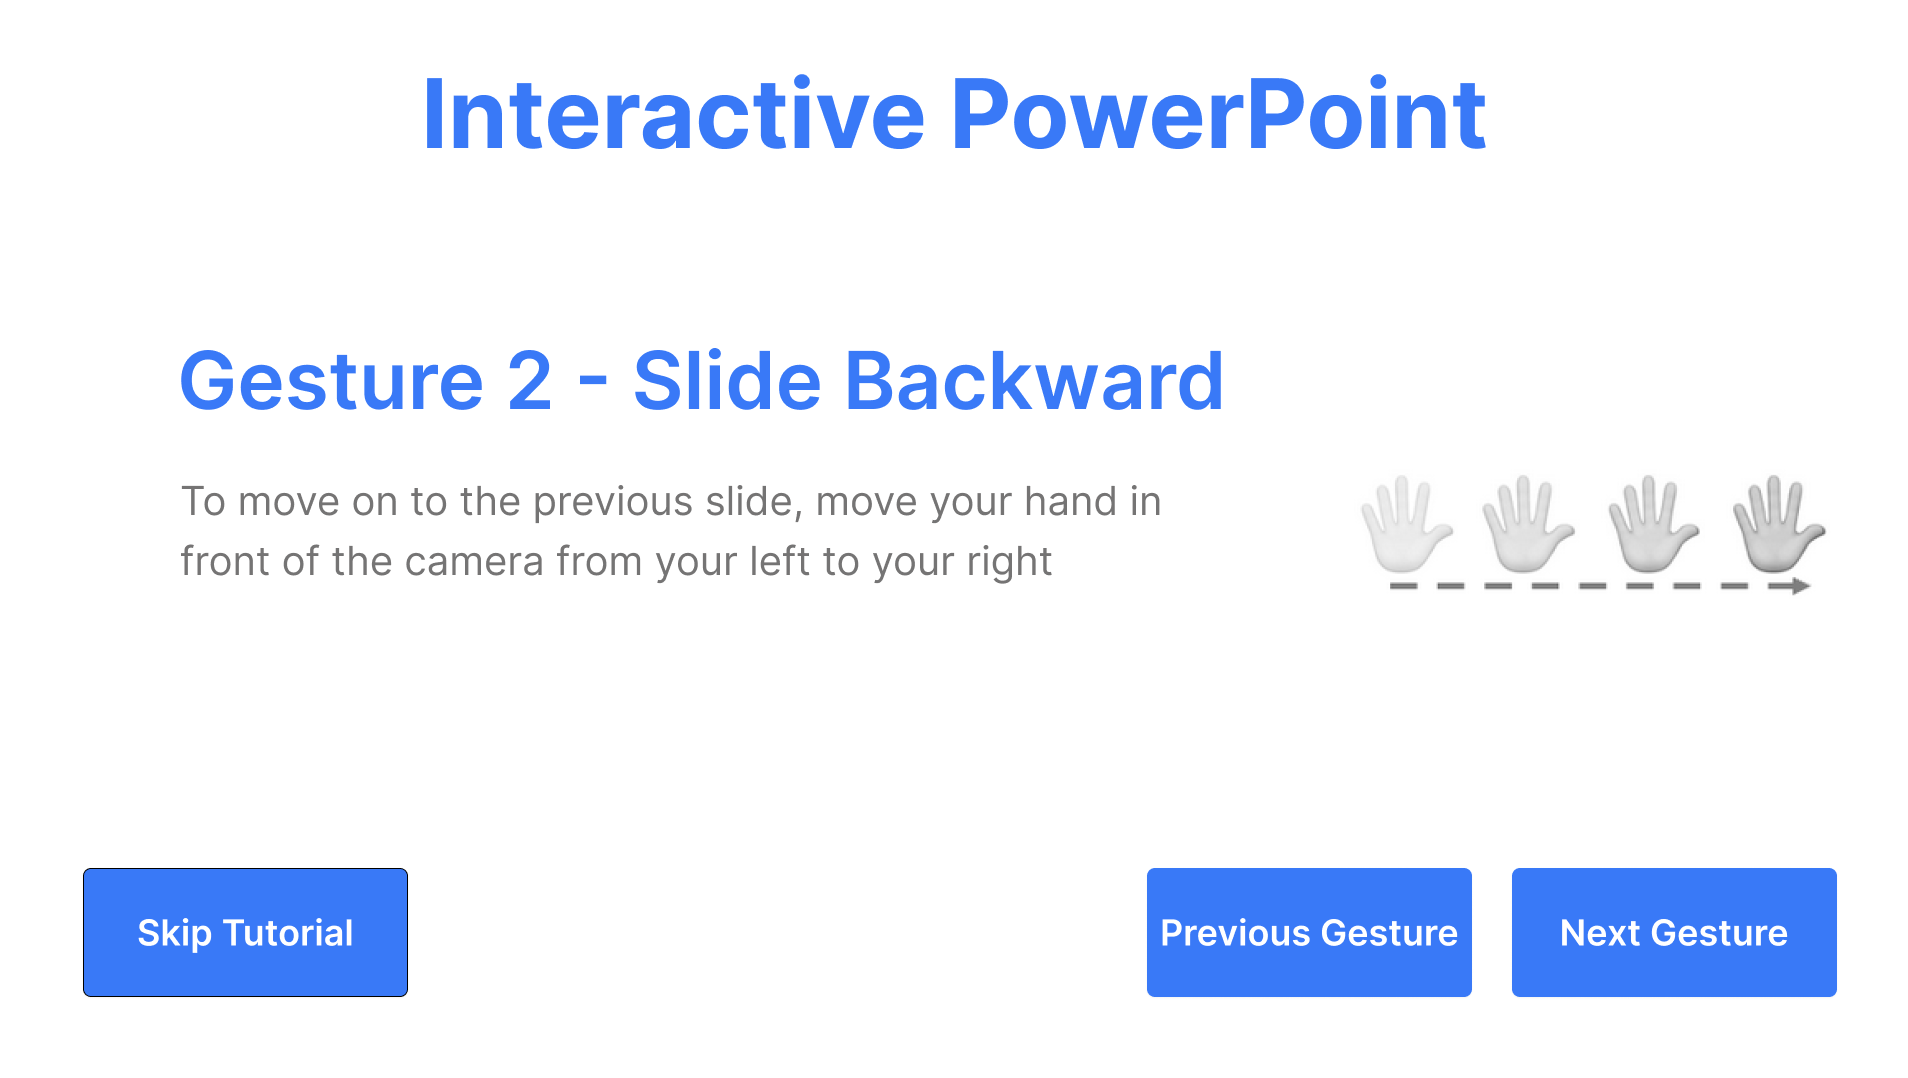 Interactive PowerPoint
Gesture 2 - Slide Backward
To move on to the previous slide, move your hand in
front of the camera from your left to your right
Skip Tutorial
Previous Gesture
Next Gesture